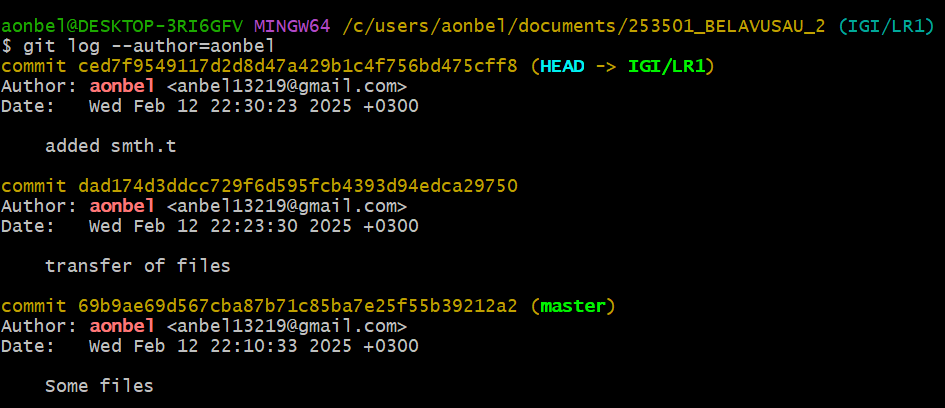 aonbel@DESKTOP-3RI6GFV MINGW64 /c/users/aonbel/documents/253501_BELAVUSAU_2 (IGI/LR1)
$ git log --author=aonbel
commit ced7f9549117d2d8d47a429b1c4f756bd475cff8 (HEAD -> IGI/LR1)
Author: aonbel <anbel13219@gmail.com>
Date:   Wed Feb 12 22:30:23 2025 +0300
    added smth.t
commit dad174d3ddcc729f6d595fcb4393d94edca29750
Author: aonbel <anbel13219@gmail.com>
Date:   Wed Feb 12 22:23:30 2025 +0300
    transfer of files
commit 69b9ae69d567cba87b71c85ba7e25f55b39212a2 (master)
Author: aonbel <anbel13219@gmail.com>
Date:   Wed Feb 12 22:10:33 2025 +0300
    Some files